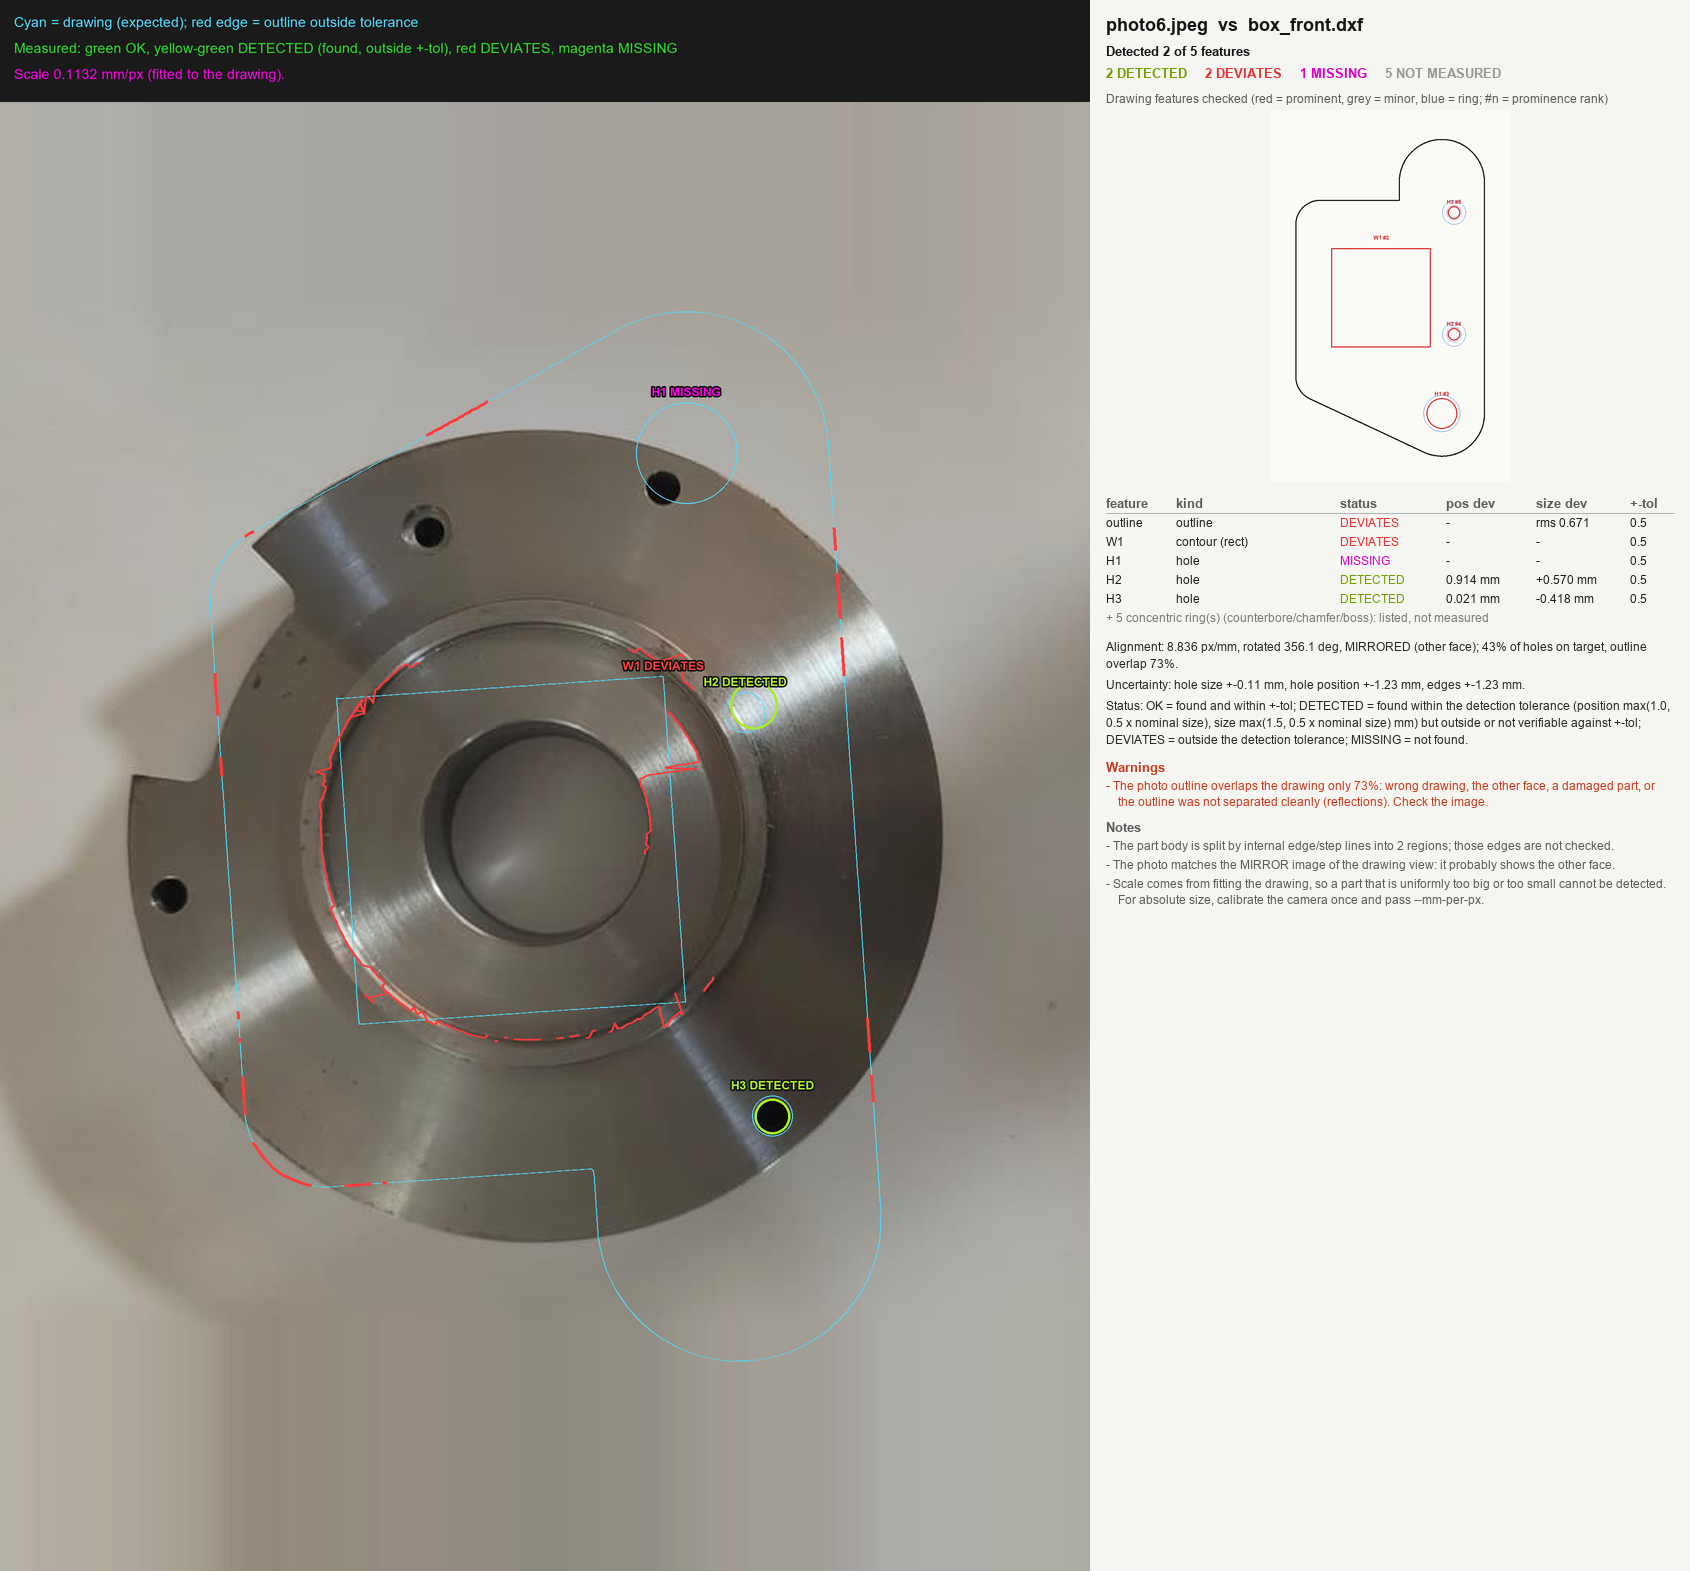 Cyan = drawing (expected); red edge = outline outside tolerance
Measured: green OK, yellow-green DETECTED (found, outside +-tol), red DEVIATES, magenta MISSING
Scale 0.1132 mm/px (fitted to the drawing).
H1 MISSING
W1 DEVIATES
H2 DETECTED
H3 DETECTED
photo6.jpeg vs box_front.dxf
Detected 2 of 5 features
2 DETECTED 2 DEVIATES 1 MISSING 5 NOT MEASURED
Drawing features checked (red = prominent, grey = minor, blue = ring; #n = prominence rank)
H3 #5
W1 #2
H2 #4
H1 #3
feature kind status pos dev size dev +-tol
outline outline DEVIATES - rms 0.671 0.5
W1 contour (rect) DEVIATES - - 0.5
H1 hole MISSING - - 0.5
H2 hole DETECTED 0.914 mm +0.570 mm 0.5
H3 hole DETECTED 0.021 mm -0.418 mm 0.5
+ 5 concentric ring(s) (counterbore/chamfer/boss): listed, not measured
Alignment: 8.836 px/mm, rotated 356.1 deg, MIRRORED (other face); 43% of holes on target, outline
overlap 73%.
Uncertainty: hole size +-0.11 mm, hole position +-1.23 mm, edges +-1.23 mm.
Status: OK = found and within +-tol; DETECTED = found within the detection tolerance (position max(1.0,
0.5 x nominal size), size max(1.5, 0.5 x nominal size) mm) but outside or not verifiable against +-tol;
DEVIATES = outside the detection tolerance; MISSING = not found.
Warnings
- The photo outline overlaps the drawing only 73%: wrong drawing, the other face, a damaged part, or
the outline was not separated cleanly (reflections). Check the image.
Notes
- The part body is split by internal edge/step lines into 2 regions; those edges are not checked.
- The photo matches the MIRROR image of the drawing view: it probably shows the other face.
- Scale comes from fitting the drawing, so a part that is uniformly too big or too small cannot be detected.
For absolute size, calibrate the camera once and pass --mm-per-px.